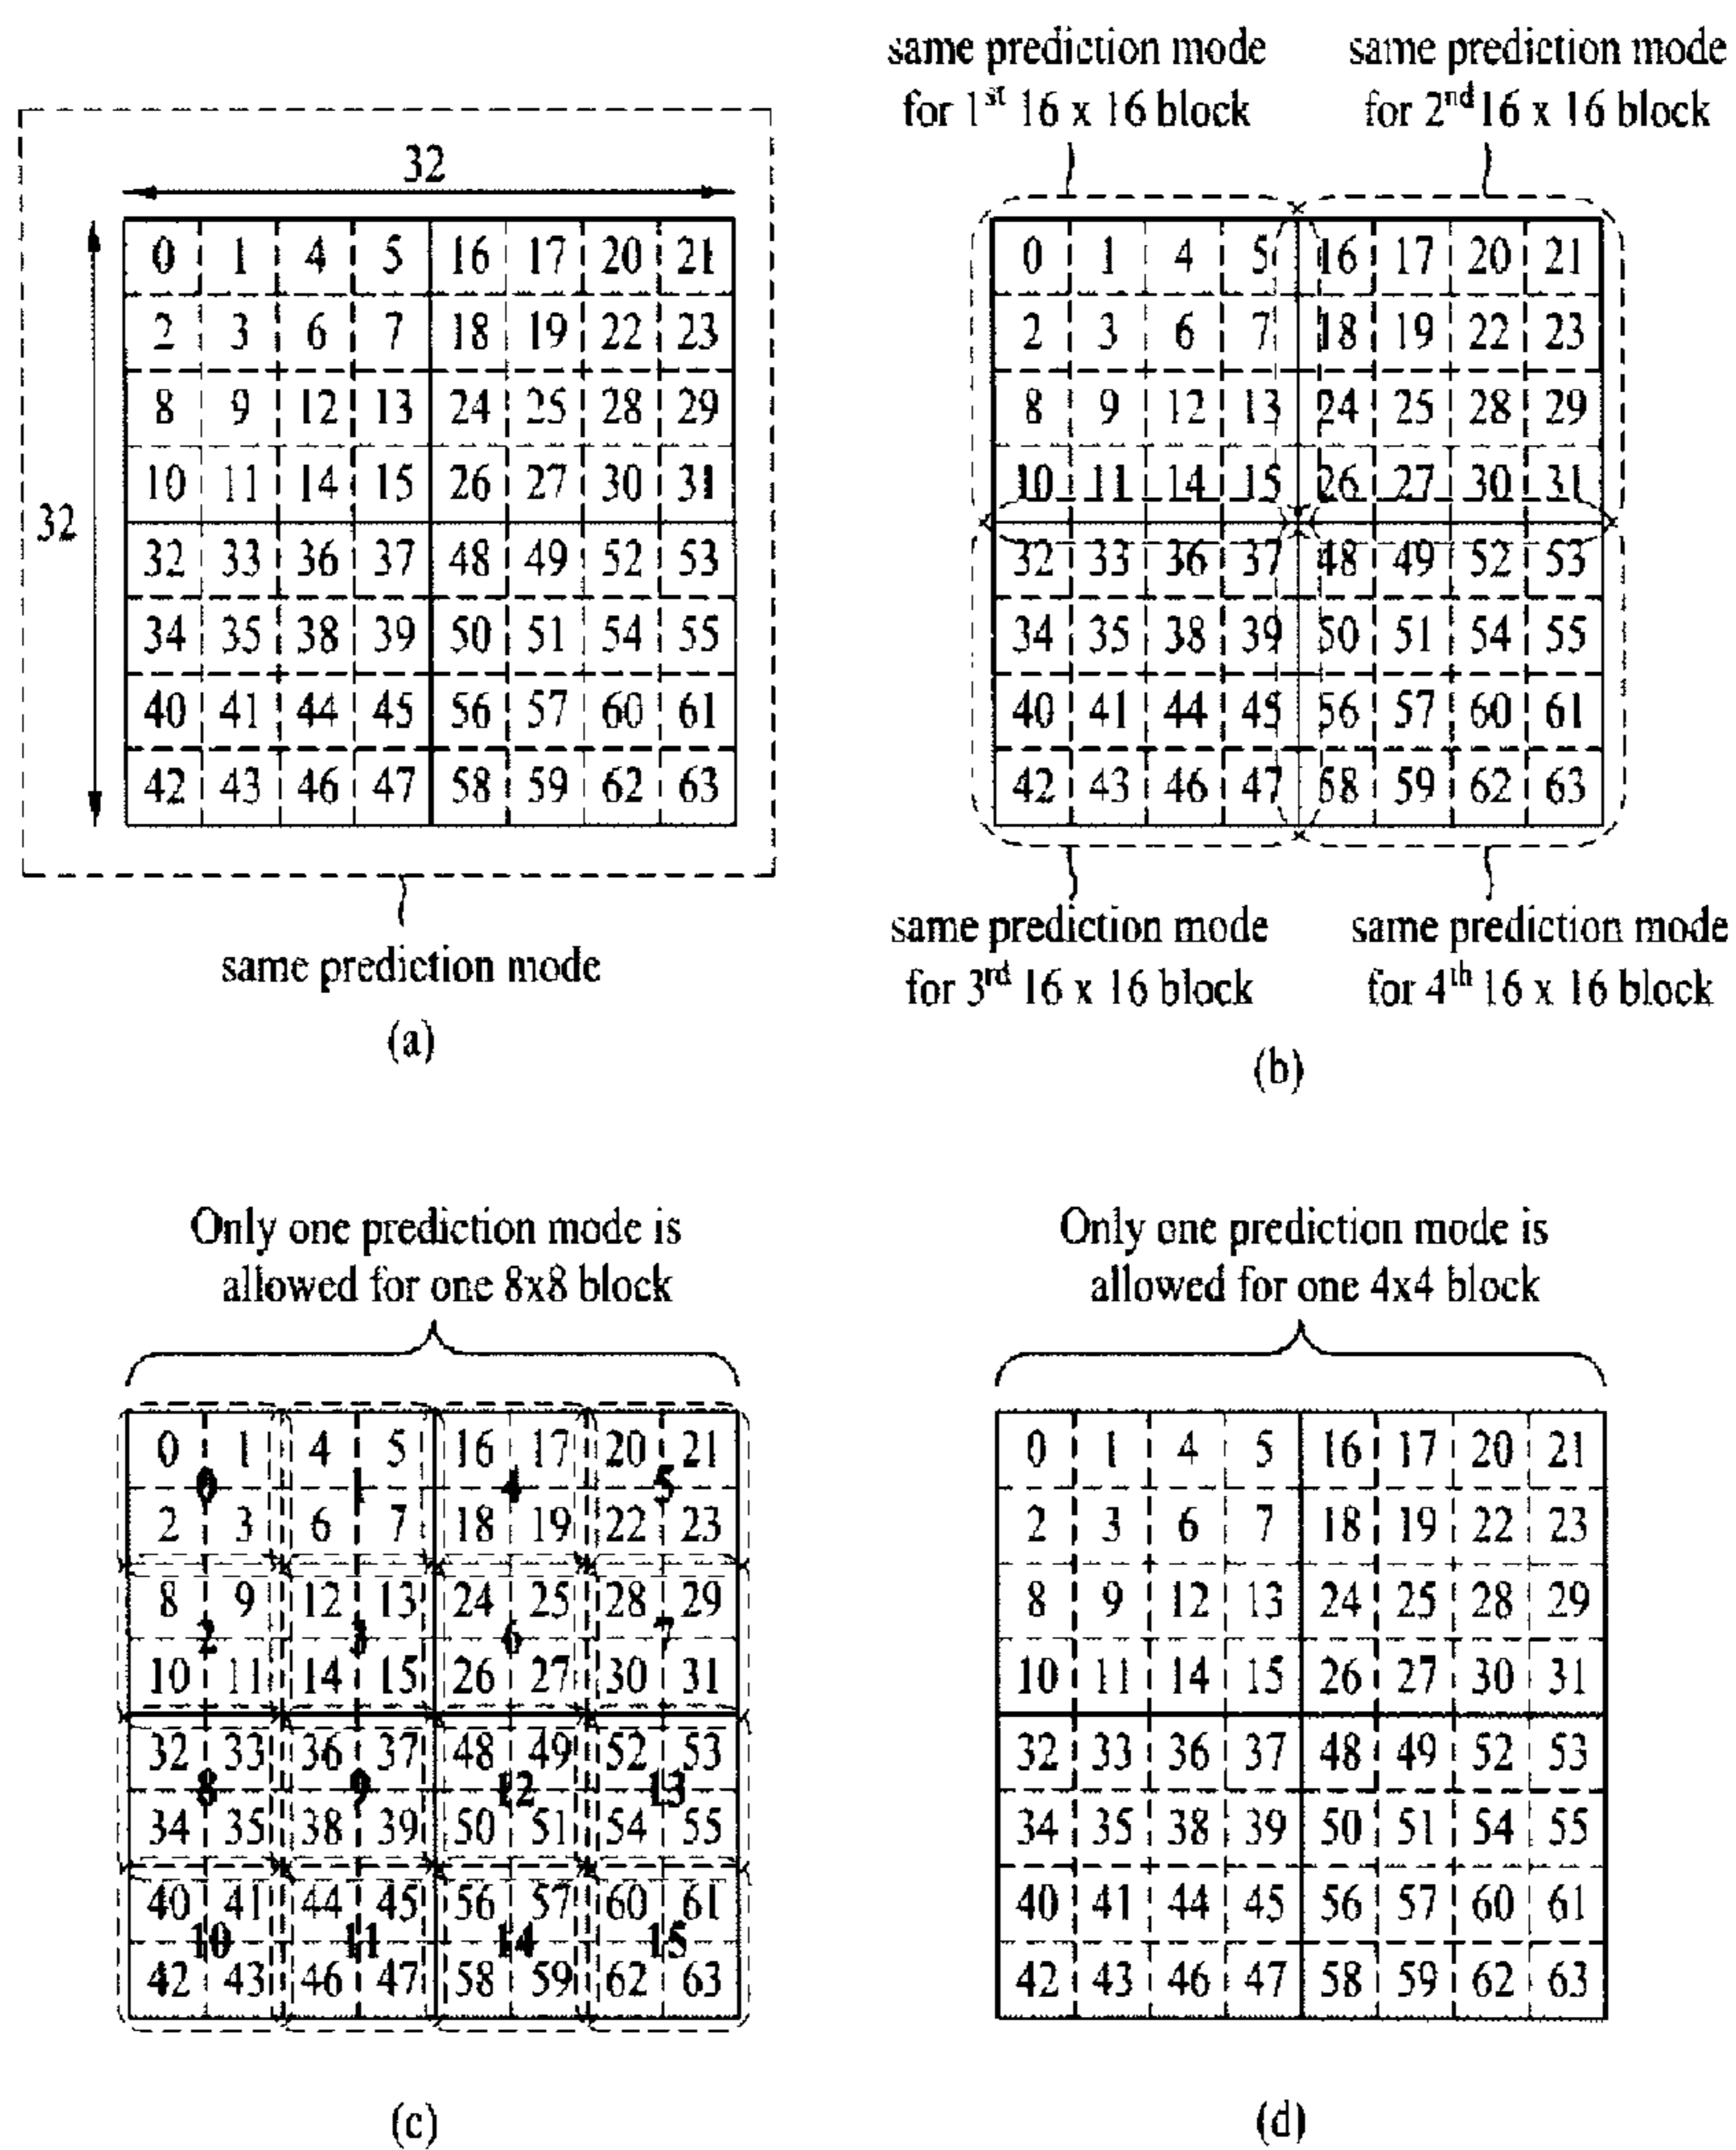 same prediction mode
for 1st 16 x 16 block
same prediction mode
for 2nd 16 x 16 block
32
32
0 1 4 5 16 17 20 21
2 3 6 7 18 19 22 23
8 9 12 13 24 25 28 29
10 11 14 15 26 27 30 31
32 33 36 37 48 49 52 53
34 35 38 39 50 51 54 55
40 41 44 45 56 57 60 61
42 43 46 47 58 59 62 63
same prediction mode
(a)
0 1 4 5 16 17 20 21
2 3 6 7 18 19 22 23
8 9 12 13 24 25 28 29
10 11 14 15 26 27 30 31
32 33 36 37 48 49 52 53
34 35 38 39 50 51 54 55
40 41 44 45 56 57 60 61
42 43 46 47 58 59 62 63
same prediction mode
for 3rd 16 x 16 block
same prediction mode
for 4th 16 x 16 block
(b)
Only one prediction mode is
allowed for one 8x8 block
0 1 4 5 16 17 20 21
0 1 4 5
2 3 6 7 18 19 22 23
8 9 12 13 24 25 28 29
2 3 6 7
10 11 14 15 26 27 30 31
32 33 36 37 48 49 52 53
8 9 12 13
34 35 38 39 50 51 54 55
40 41 44 45 56 57 60 61
10 11 14 15
42 43 46 47 58 59 62 63
(c)
Only one prediction mode is
allowed for one 4x4 block
0 1 4 5 16 17 20 21
2 3 6 7 18 19 22 23
8 9 12 13 24 25 28 29
10 11 14 15 26 27 30 31
32 33 36 37 48 49 52 53
34 35 38 39 50 51 54 55
40 41 44 45 56 57 60 61
42 43 46 47 58 59 62 63
(d)